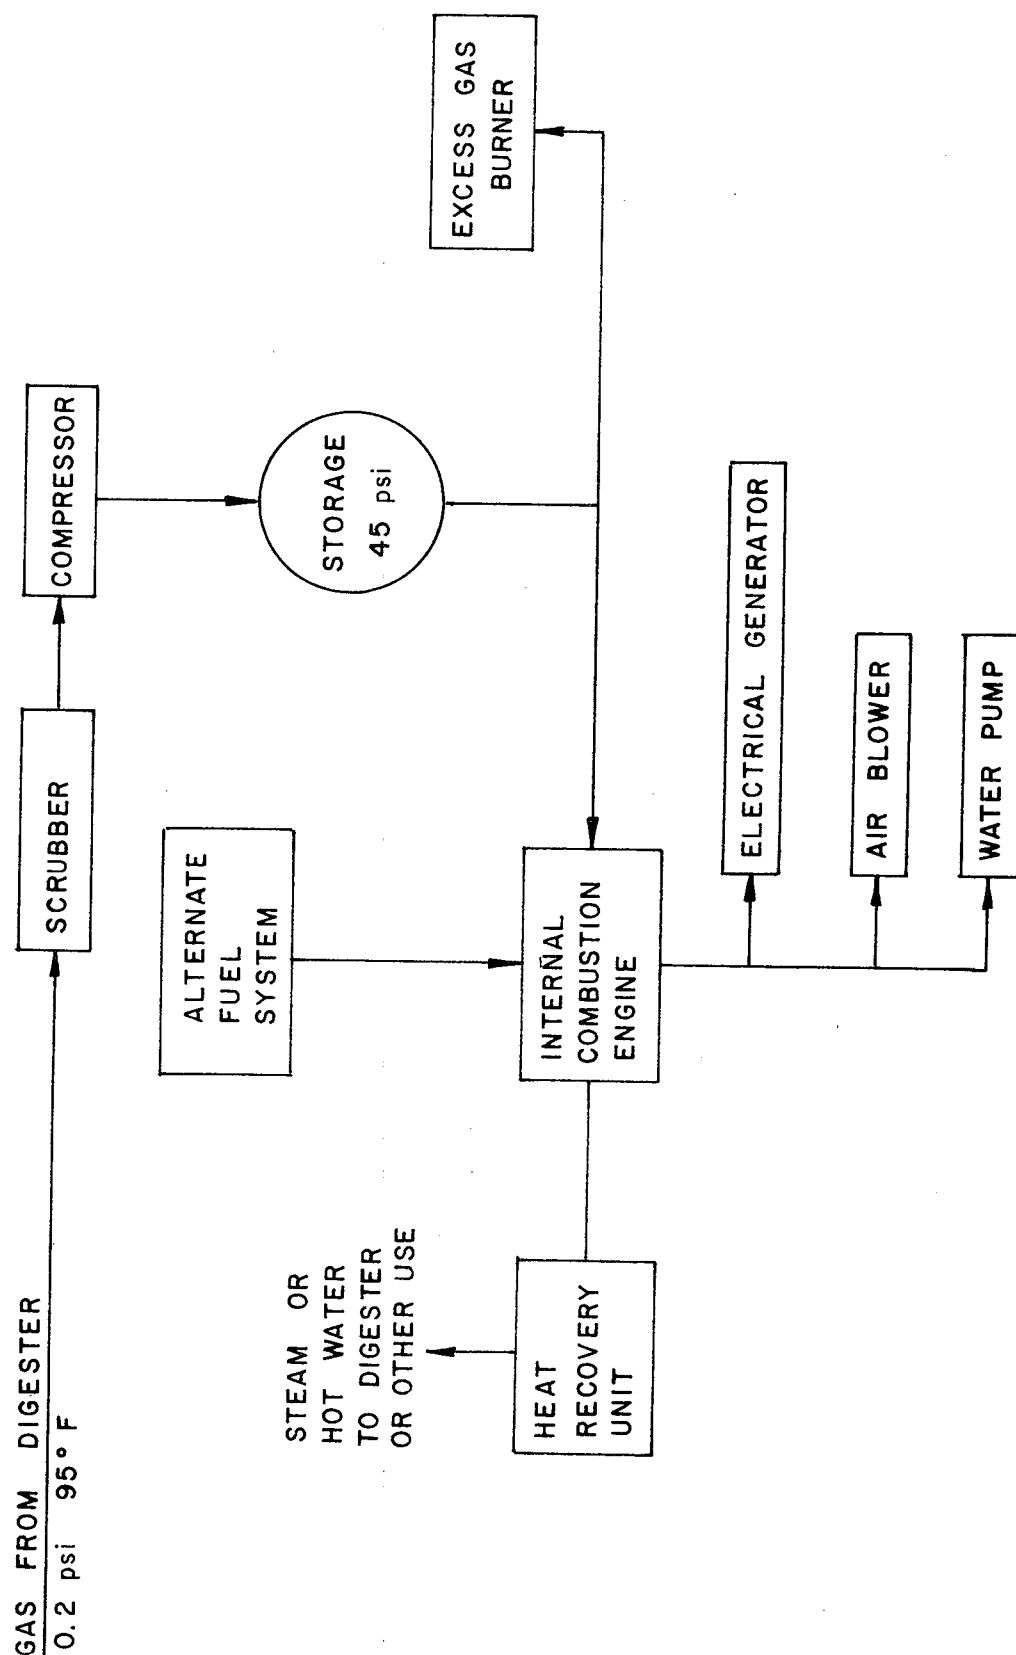 GAS FROM DIGESTER
0.2 psi 95° F
SCRUBBER
COMPRESSOR
ALTERNATE
FUEL
SYSTEM
STORAGE
45 psi
STEAM OR
HOT WATER
TO DIGESTER
OR OTHER USE
EXCESS GAS
BURNER
HEAT
RECOVERY
UNIT
INTERNAL
COMBUSTION
ENGINE
ELECTRICAL GENERATOR
AIR BLOWER
WATER PUMP